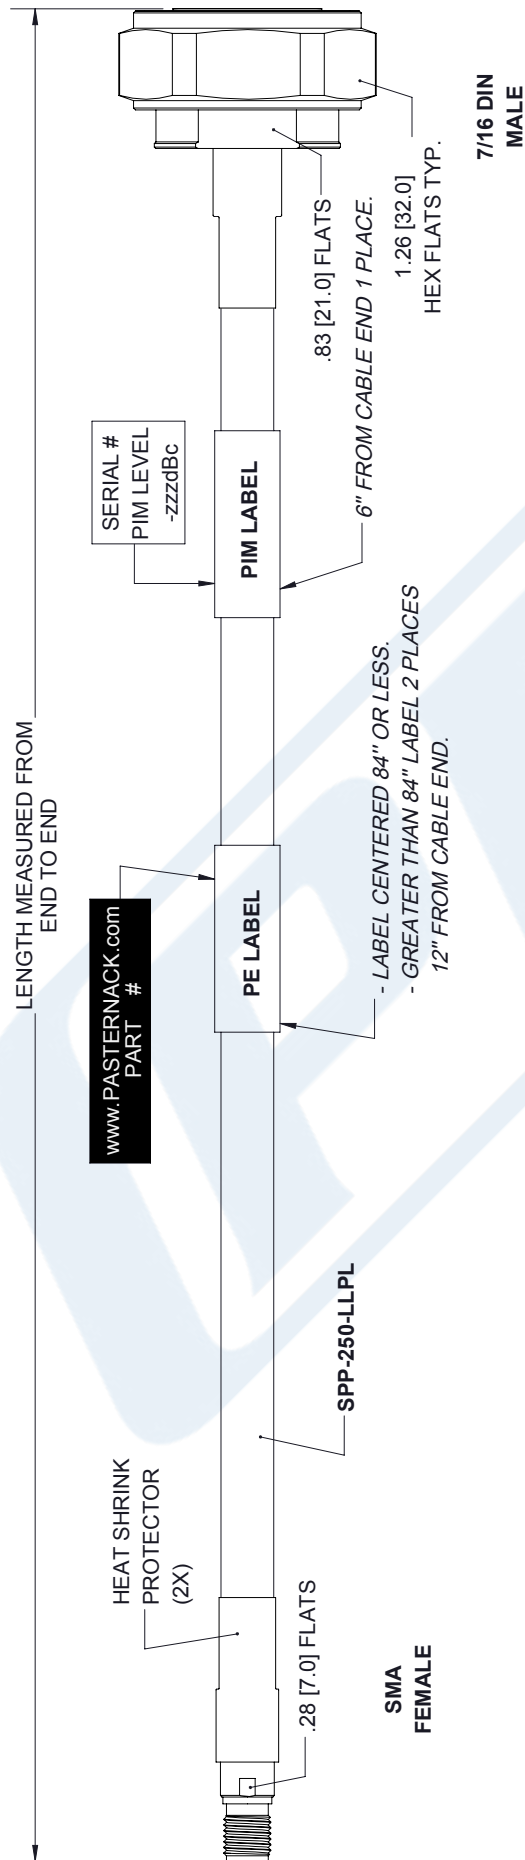 LENGTH MEASURED FROM
END TO END
HEAT SHRINK
PROTECTOR
(2X)
www.PASTERNACK.com
PART #
SERIAL #
PIM LEVEL
-zzzdBc
PE LABEL
PIM LABEL
.28 [7.0] FLATS
SPP-250-LLPL
- LABEL CENTERED 84" OR LESS.
- GREATER THAN 84" LABEL 2 PLACES
12" FROM CABLE END.
6" FROM CABLE END 1 PLACE.
.83 [21.0] FLATS
1.26 [32.0]
HEX FLATS TYP.
SMA
FEMALE
7/16 DIN
MALE